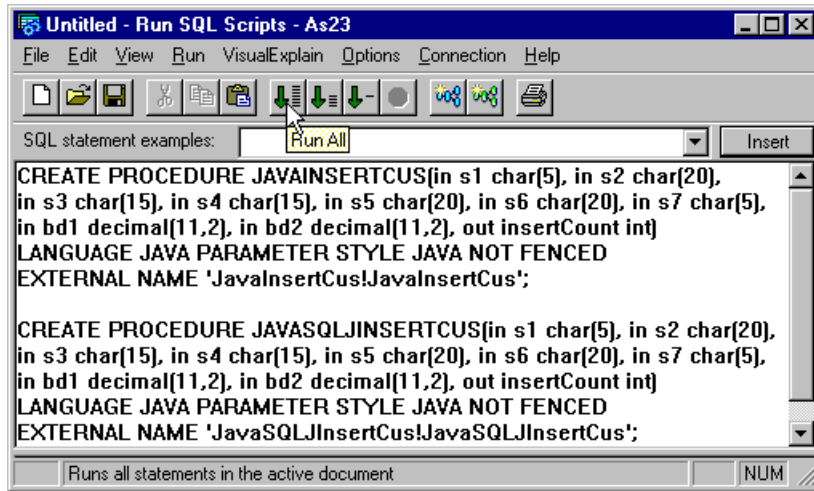 Untitled - Run SQL Scripts - As23
File Edit View Run VisualExplain Options Connection Help
SQL statement examples:
Run All
Insert
CREATE PROCEDURE JAVAINSERTCUS(in s1 char(5), in s2 char(20),
in s3 char(15), in s4 char(15), in s5 char(20), in s6 char(20), in s7 char(5),
in bd1 decimal(11,2), in bd2 decimal(11,2), out insertCount int)
LANGUAGE JAVA PARAMETER STYLE JAVA NOT FENCED
EXTERNAL NAME 'JavaInsertCus!JavaInsertCus';
CREATE PROCEDURE JAVASQLJINSERTCUS(in s1 char(5), in s2 char(20),
in s3 char(15), in s4 char(15), in s5 char(20), in s6 char(20), in s7 char(5),
in bd1 decimal(11,2), in bd2 decimal(11,2), out insertCount int)
LANGUAGE JAVA PARAMETER STYLE JAVA NOT FENCED
EXTERNAL NAME 'JavaSQLJInsertCus!JavaSQLJInsertCus';
Runs all statements in the active document
NUM